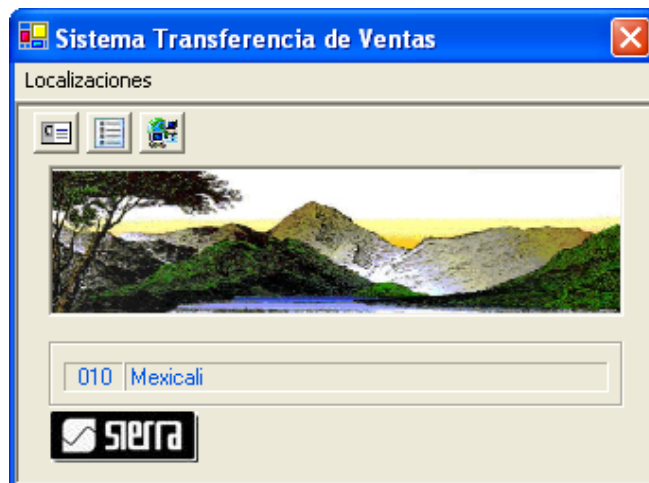 Sistema Transferencia de Ventas
Localizaciones
010 Mexicali
sierra